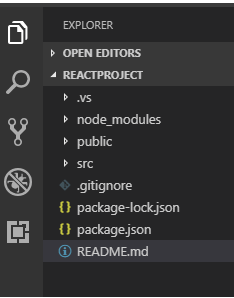 EXPLORER
OPEN EDITORS
REACTPROJECT
.vs
node_modules
public
src
.gitignore
package-lock.json
package.json
README.md